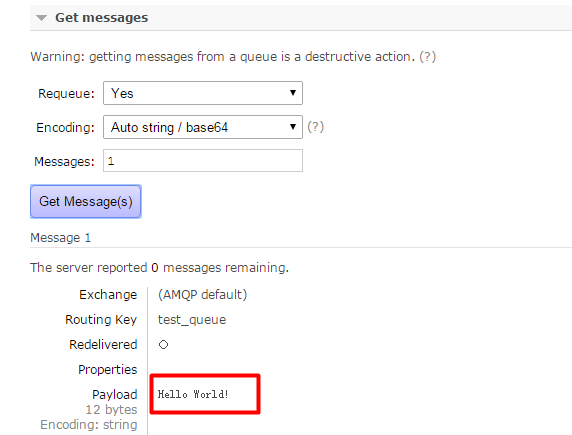 Get messages
Warning: getting messages from a queue is a destructive action. (?)
Requeue: Yes
Encoding: Auto string / base64 (?)
Messages: 1
Get Message(s)
Message 1
The server reported 0 messages remaining.
Exchange (AMQP default)
Routing Key test_queue
Redelivered ○
Properties
Payload Hello World!
12 bytes
Encoding: string